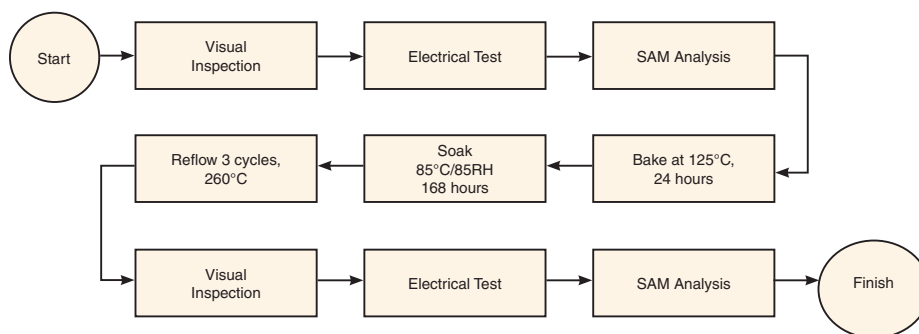 Start
Visual
Inspection
Electrical Test
SAM Analysis
Bake at 125°C,
24 hours
Soak
85°C/85RH
168 hours
Reflow 3 cycles,
260°C
Visual
Inspection
Electrical Test
SAM Analysis
Finish